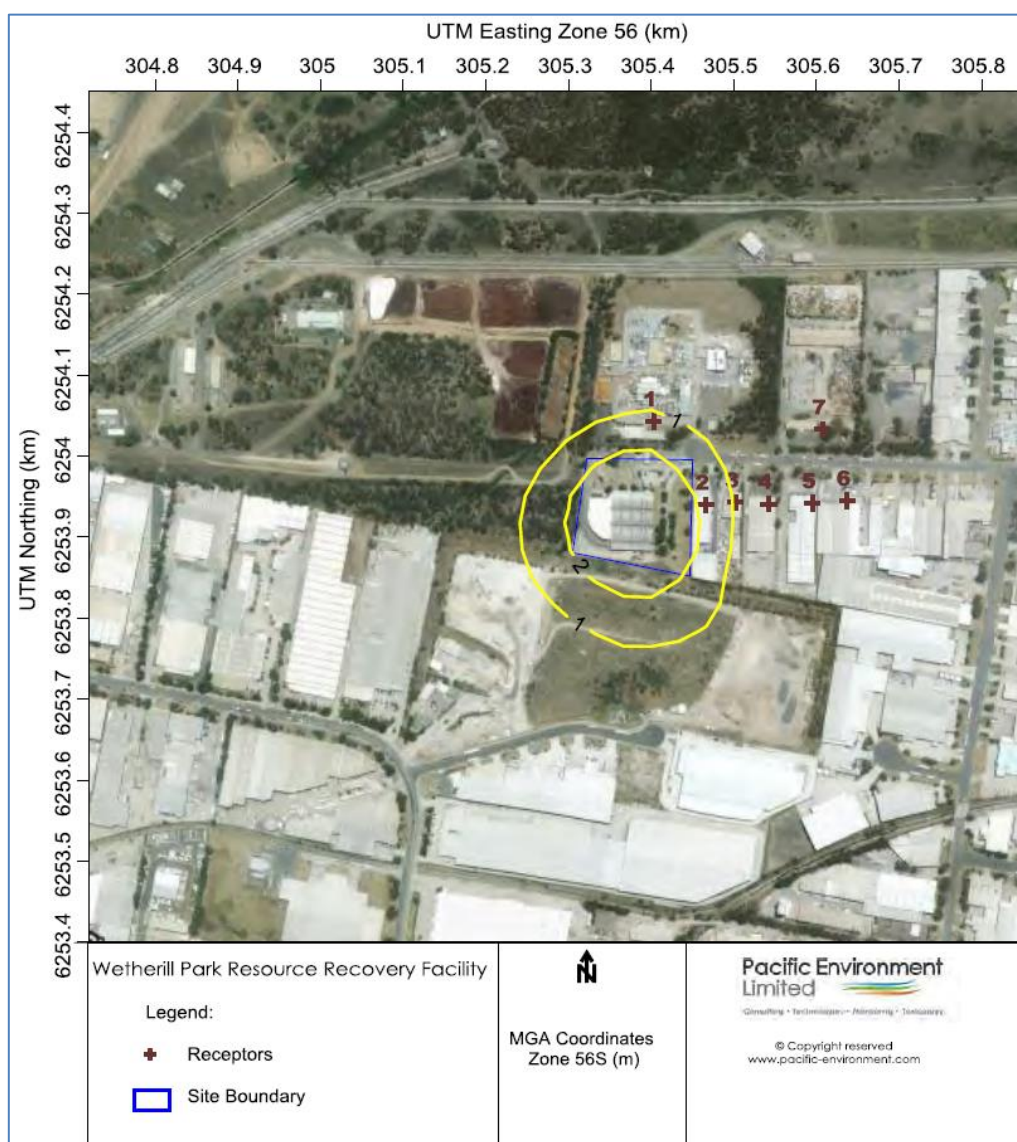 UTM Easting Zone 56 (km)
304.8 304.9 305 305.1 305.2 305.3 305.4 305.5 305.6 305.7 305.8
UTM Northing (km)
6254.4
6254.3
6254.2
6254.1
6254
6253.9
6253.8
6253.7
6253.6
6253.5
6253.4
1 1 7
2 3 4 5 6
2
1
Wetherill Park Resource Recovery Facility
Legend:
Receptors
Site Boundary
N
MGA Coordinates
Zone 56S (m)
Pacific Environment
Limited
Consulting • Technologies • Monitoring • Toxicology
© Copyright reserved
www.pacific-environment.com